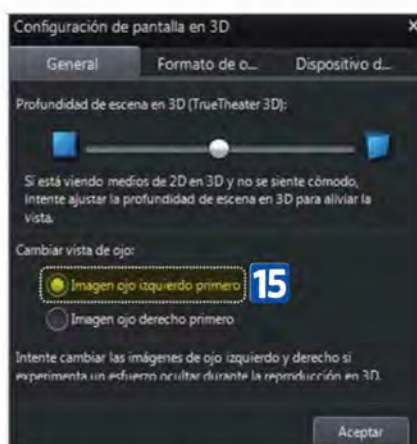 Configuración de pantalla en 3D
General Formato de o... Dispositivo d...
Profundidad de escena en 3D (TrueTheater 3D):
Si está viendo medios de 2D en 3D y no se siente cómodo,
intente ajustar la profundidad de escena en 3D para aliviar la
vista.
Cambiar vista de ojo:
Imagen ojo izquierdo primero 15
Imagen ojo derecho primero
Intente cambiar las imágenes de ojo izquierdo y derecho si
experimenta un esfuerzo ocultar durante la reproducción en 3D.
Aceptar